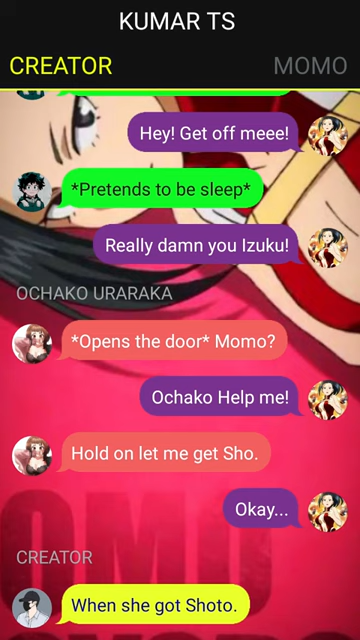 KUMAR TS
CREATOR
MOMO
Hey! Get off meee!
*Pretends to be sleep*
Really damn you Izuku!
OCHAKO URARAKA
*Opens the door* Momo?
Ochako Help me!
Hold on let me get Sho.
Okay...
CREATOR
When she got Shoto.
OMO